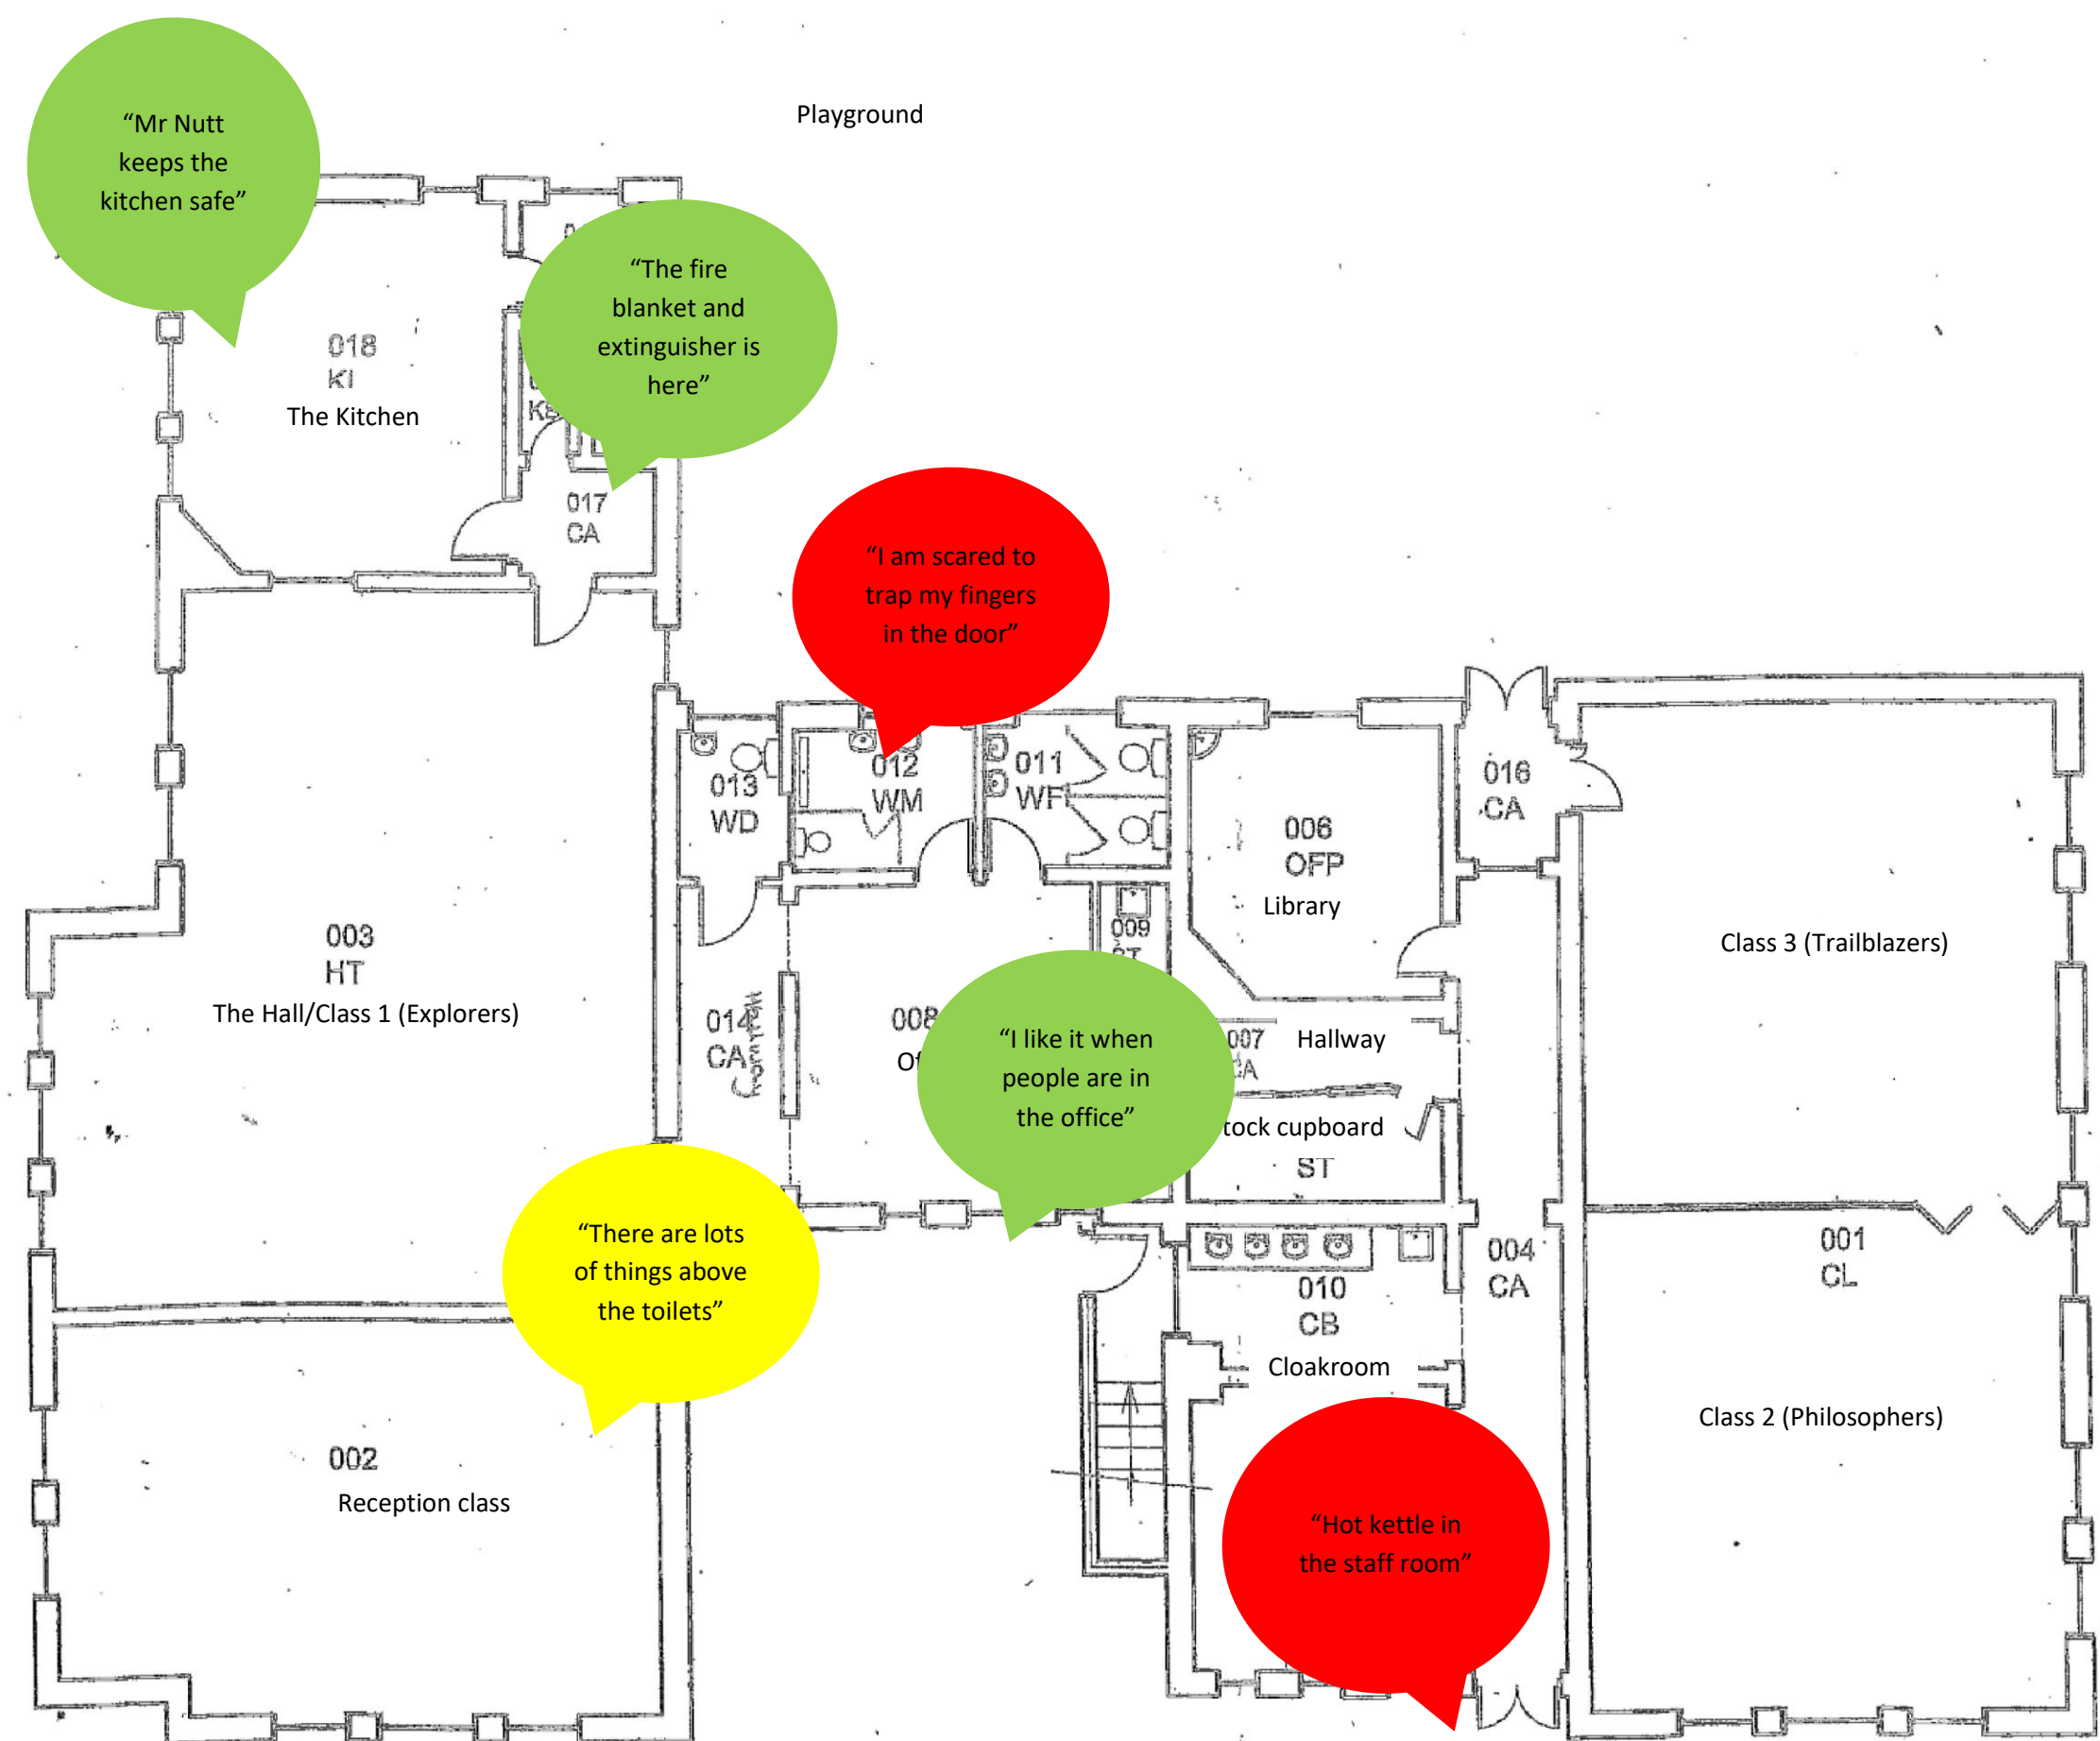 Playground
“Mr Nutt
keeps the
kitchen safe”
“The fire
blanket and
extinguisher is
here”
018
KI
The Kitchen
017
CA
“I am scared to
trap my fingers
in the door”
013
WD
012
WM
011
WF
006
OFP
Library
016
CA
009
003
HT
The Hall/Class 1 (Explorers)
Class 3 (Trailblazers)
014
CA
008
“I like it when
people are in
the office”
007
Hallway
tock cupboard
ST
“There are lots
of things above
the toilets”
010
CB
Cloakroom
004
CA
001
CL
Class 2 (Philosophers)
002
Reception class
“Hot kettle in
the staff room”